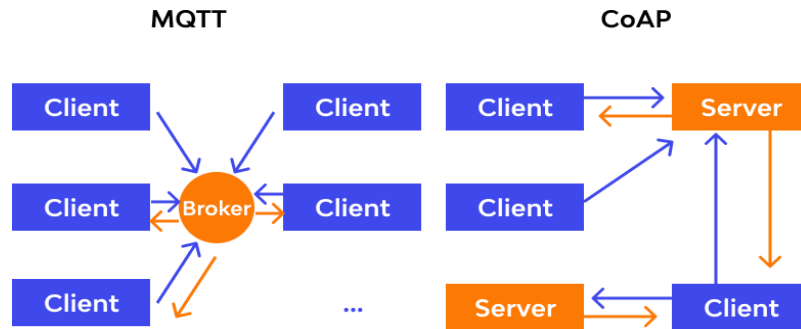 MQTT
CoAP
Client
Client
Client
Server
Client
Broker
Client
Client
Client
...
Server
Client